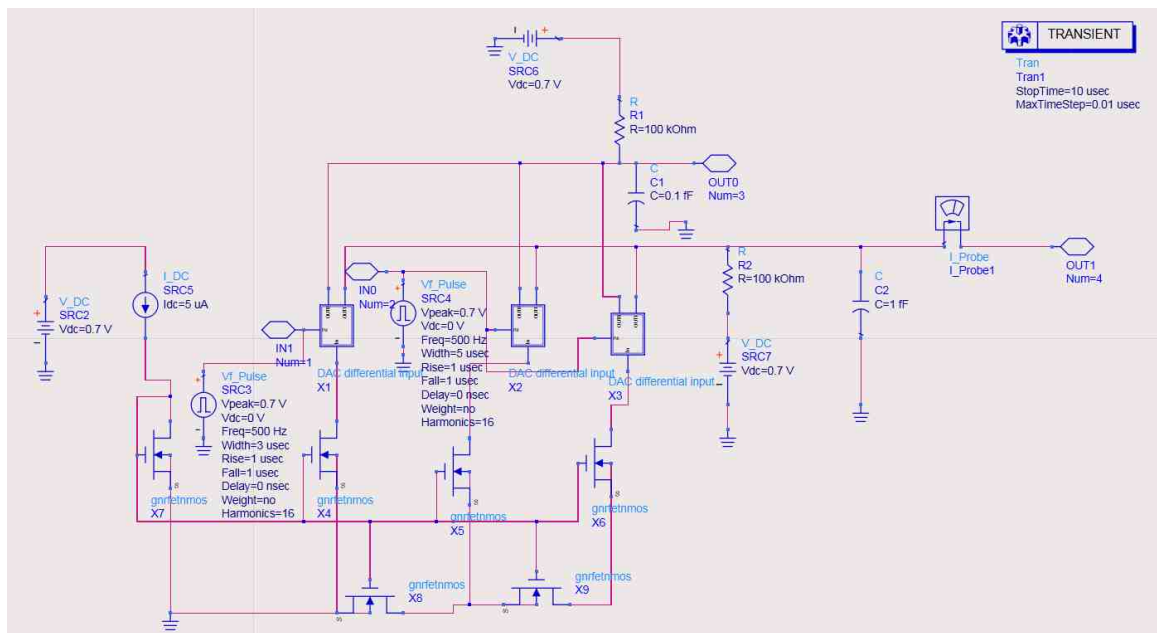 V_DC
SRC6
Vdc=0.7 V
TRANSIENT
Tran
Tran1
StopTime=10 usec
MaxTimeStep=0.01 usec
R
R1
R=100 kOhm
C
C1
C=0.1 fF
OUT0
Num=3
I_Probe
I_Probe1
OUT1
Num=4
R
R2
R=100 kOhm
C
C2
C=1 fF
V_DC
SRC7
Vdc=0.7 V
I_DC
SRC5
Idc=5 uA
V_DC
SRC2
Vdc=0.7 V
IN0
Num=2
IN1
Num=1
Vf_Pulse
SRC4
Vpeak=0.7 V
Vdc=0 V
Freq=500 Hz
Width=5 usec
Rise=1 usec
Fall=1 usec
Delay=0 nsec
Weight=no
Harmonics=16
Vf_Pulse
SRC3
Vpeak=0.7 V
Vdc=0 V
Freq=500 Hz
Width=3 usec
Rise=1 usec
Fall=1 usec
Delay=0 nsec
Weight=no
Harmonics=16
DAC differential input
X1
DAC differential input
X2
DAC differential input
X3
gnrfetnmos
X7
gnrfetnmos
X4
gnrfetnmos
X5
gnrfetnmos
X6
gnrfetnmos
X8
gnrfetnmos
X9